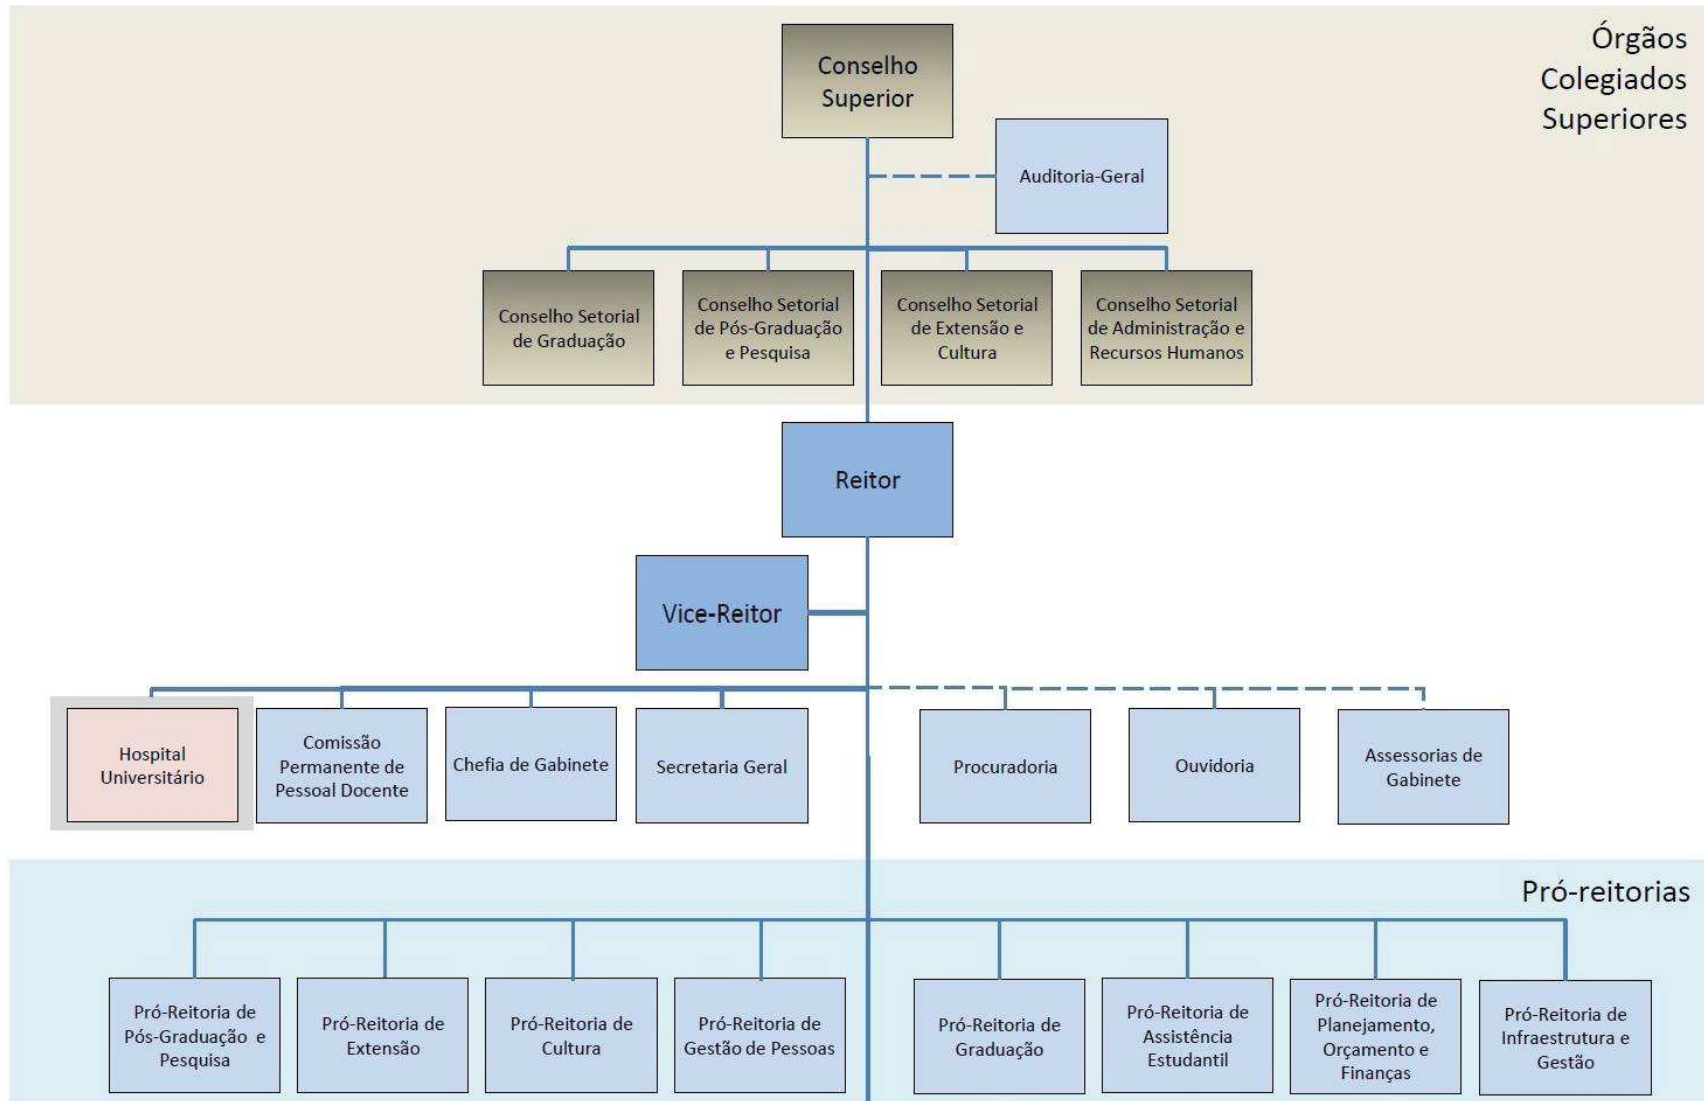 Órgãos
Colegiados
Superiores
Conselho
Superior
Auditoria-Geral
Conselho Setorial
de Graduação
Conselho Setorial
de Pós-Graduação
e Pesquisa
Conselho Setorial
de Extensão e
Cultura
Conselho Setorial
de Administração e
Recursos Humanos
Reitor
Vice-Reitor
Hospital
Universitário
Comissão
Permanente de
Pessoal Docente
Chefia de Gabinete
Secretaria Geral
Procuradoria
Ouvidoria
Assessorias de
Gabinete
Pró-reitorias
Pró-Reitoria de
Pós-Graduação e
Pesquisa
Pró-Reitoria de
Extensão
Pró-Reitoria de
Cultura
Pró-Reitoria de
Gestão de Pessoas
Pró-Reitoria de
Graduação
Pró-Reitoria de
Assistência
Estudantil
Pró-Reitoria de
Planejamento,
Orçamento e
Finanças
Pró-Reitoria de
Infraestrutura e
Gestão